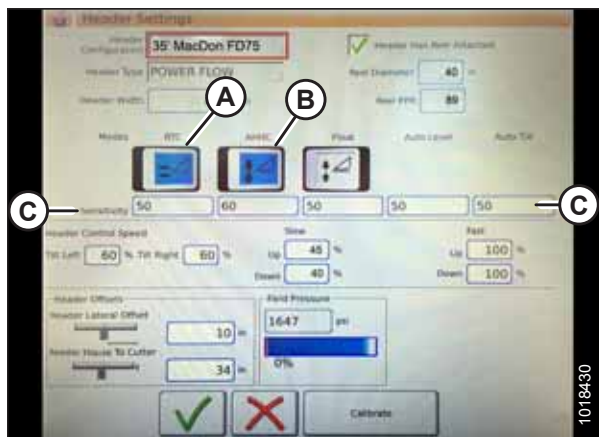 Header Settings
Header Configuration 35' MacDon FD75 Header Has Reel Attached
Header Type POWER FLOW Reel Diameter 40 in
Header Width Reel PPR 89
A B
Modes RTC AHHC Float Auto Level Auto Tilt
C Sensitivity 50 60 50 50 50 C
Header Control Speed Slow Fast
Tilt Left 60 % Tilt Right 60 % Up 45 % Up 100 %
Down 40 % Down 100 %
Header Offsets Field Pressure
Header Lateral Offset 10 in 1647 psi
Feeder House To Cutter 34 in 0%
Calibrate
1018430